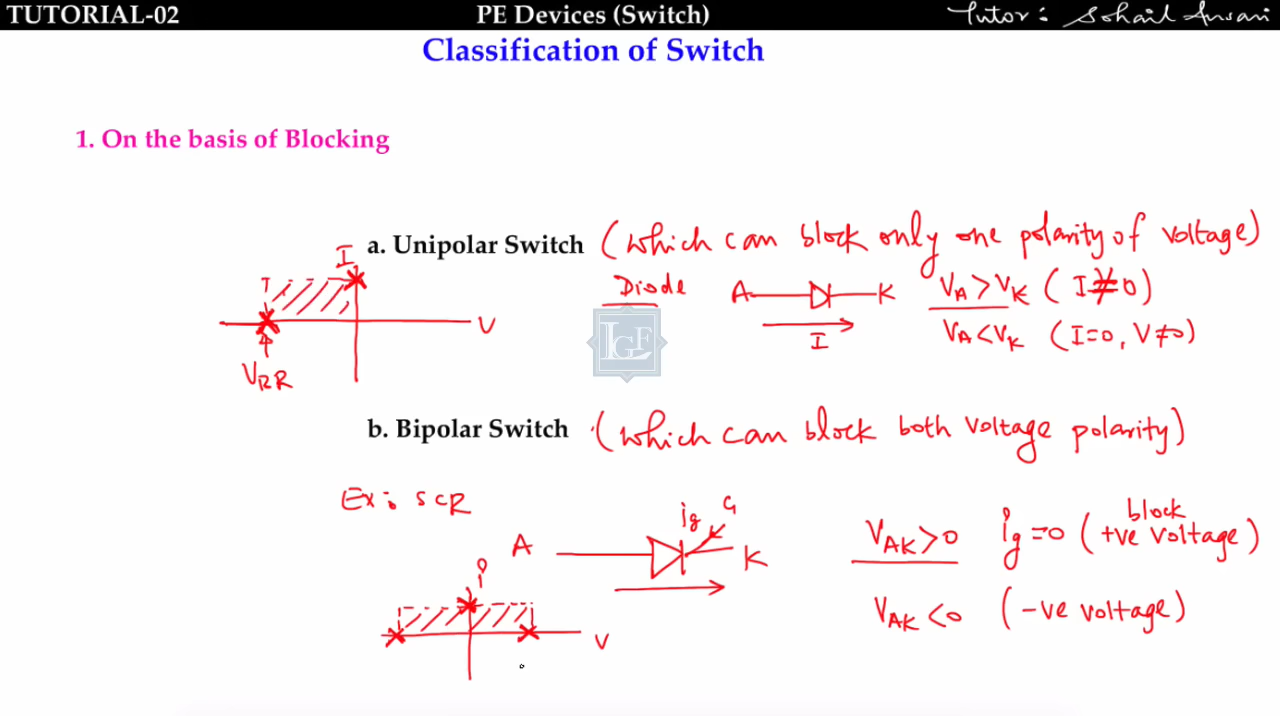 TUTORIAL-02 PE Devices (Switch) Tutor: Sohail Ansari
Classification of Switch
1. On the basis of Blocking
a. Unipolar Switch (which can block only one polarity of voltage)
I
Diode A K VA > VK (I ≠ 0)
V
I VA < VK (I=0, V≠0)
VRR
LGF
b. Bipolar Switch (which can block both voltage polarity)
Ex: SCR
ig G
A K
VAK > 0 ig = 0 (block +ve voltage)
i
VAK < 0 (-ve voltage)
V